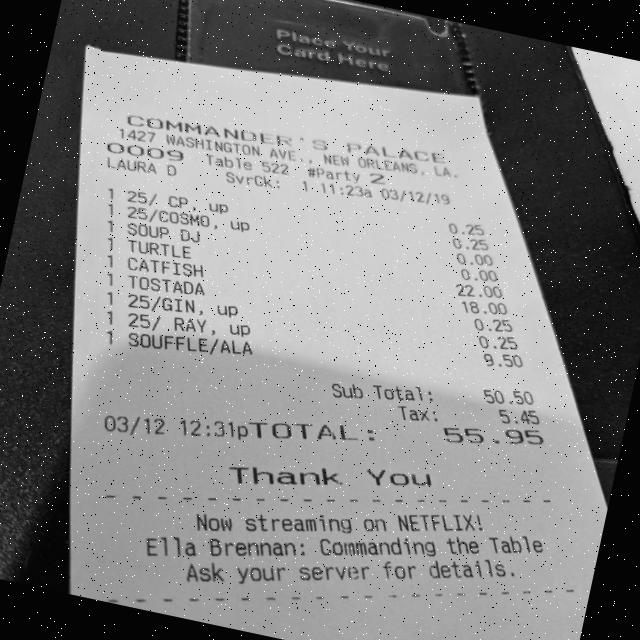 Place Your
Card Here
COMMANDER'S PALACE
1427 WASHINGTON AVE., NEW ORLEANS, LA.
0009 Table 522 #Party 2
LAURA D SvrCK: 1 11:23a 03/12/19
1 25/ CP, up 0.25
1 25/COSMO, up 0.25
1 SOUP DJ 0.00
1 TURTLE 0.00
1 CATFISH 22.00
1 TOSTADA 18.00
1 25/GIN, up 0.25
1 25/ RAY, up 0.25
1 SOUFFLE/ALA 9.50
Sub Total: 50.50
Tax: 5.45
03/12 12:31pTOTAL: 55.95
Thank You
Now streaming on NETFLIX!
Ella Brennan: Commanding the Table
Ask your server for details.